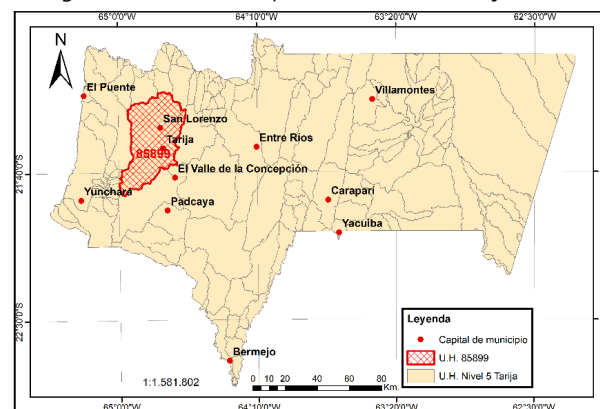 65°0'0"W 64°10'0"W 63°20'0"W 62°30'0"W
N
El Puente
Villamontes
San Lorenzo
Tarija
85899
Entre Ríos
21°40'0"S
El Valle de la Concepción
Yunchará
Padcaya
Caraparí
Yacuiba
22°30'0"S
Bermejo
Leyenda
Capital de municipio
U.H. 85899
U.H. Nivel 5 Tarija
1:1.581.802
0 10 20 40 60 80
Km.
65°0'0"W 64°10'0"W 63°20'0"W 62°30'0"W